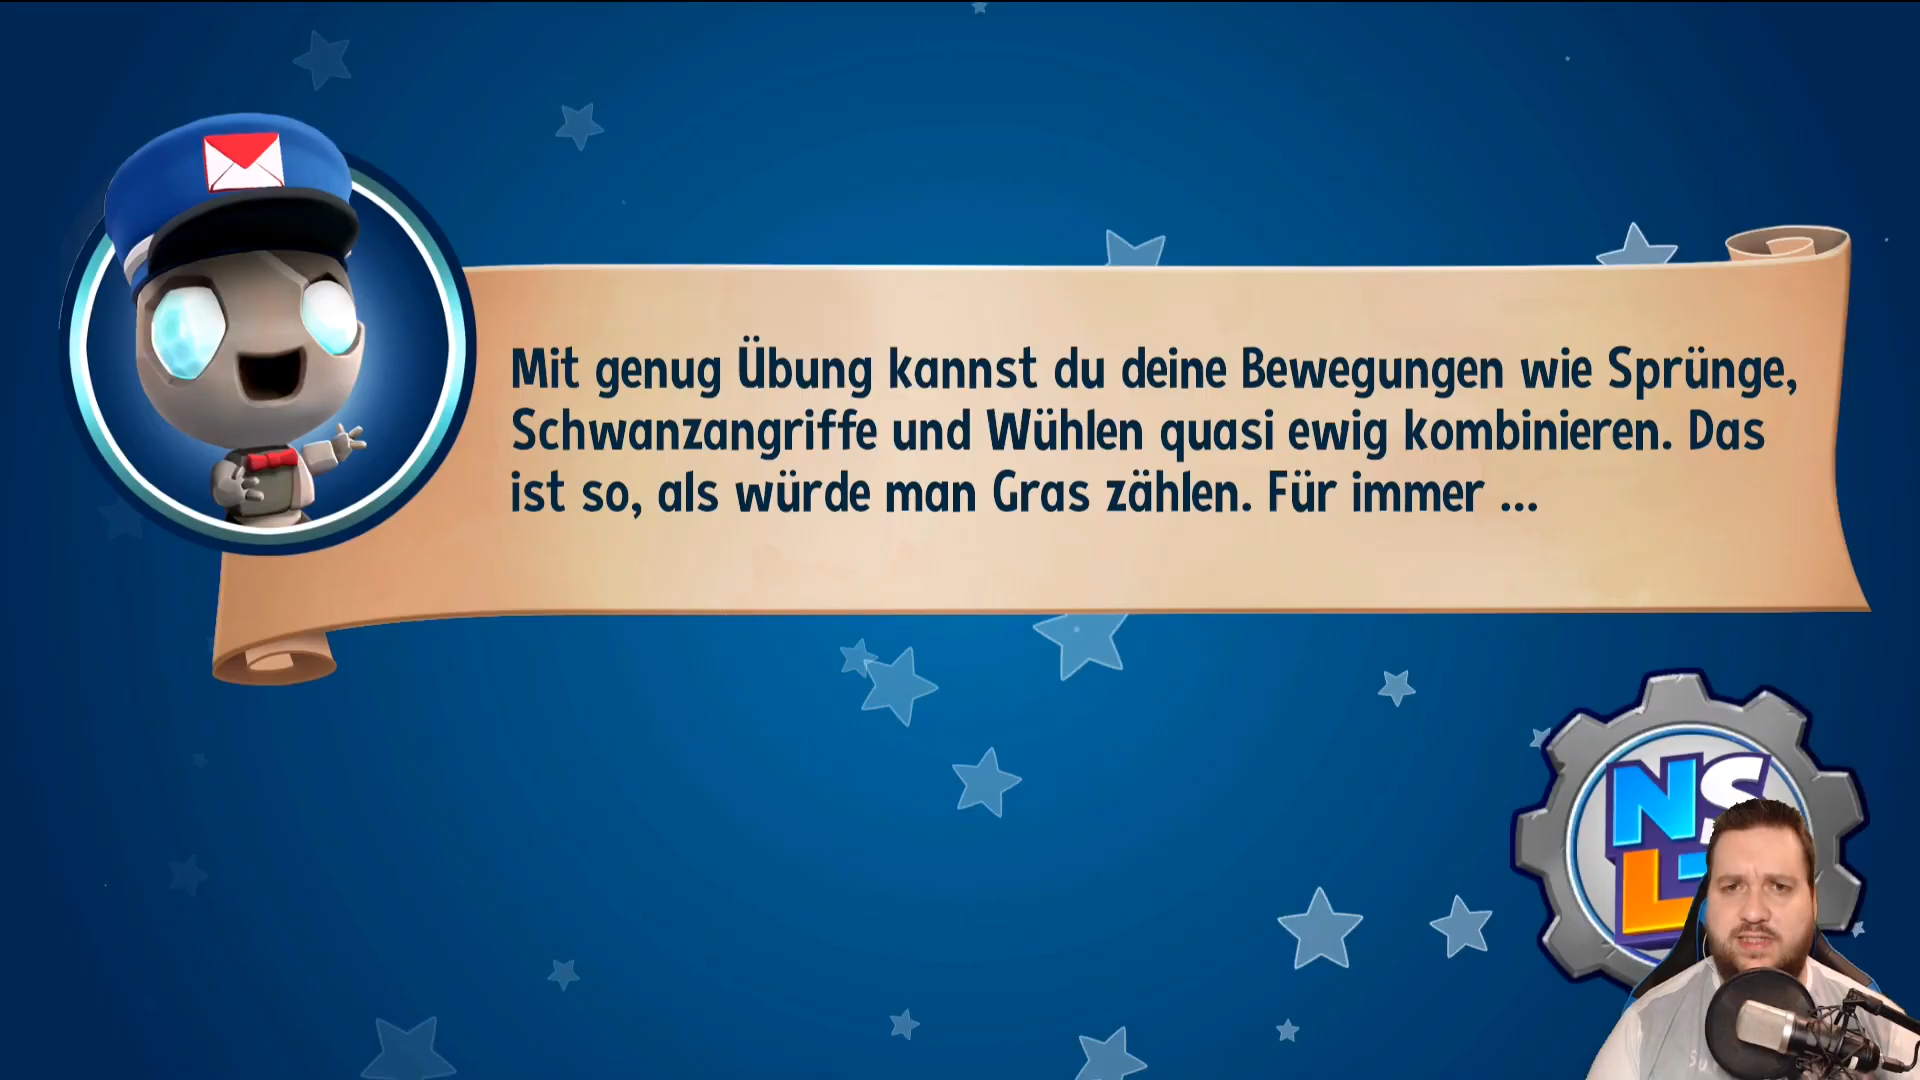 Mit genug Übung kannst du deine Bewegungen wie Sprünge,
Schwanzangriffe und Wühlen quasi ewig kombinieren. Das
ist so, als würde man Gras zählen. Für immer ...
NS
L